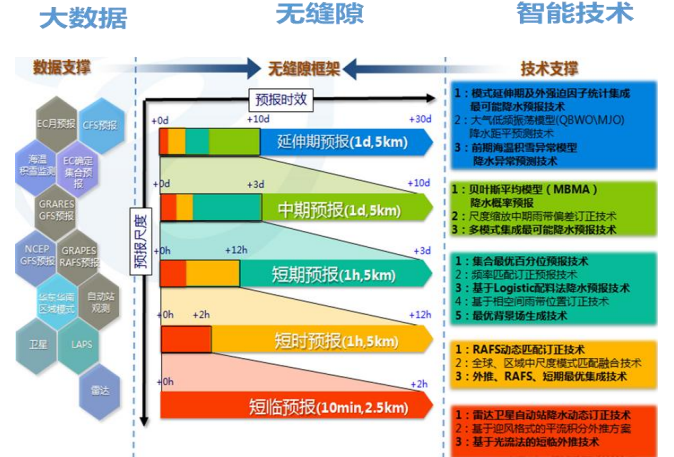 大数据
无缝隙
智能技术
数据支撑
无缝隙框架
技术支撑
预报时效
预报尺度
EC月预报
CFS预报
海温
积雪监测
EC确定
集合预
报
GRARES
GFS预报
NCEP
GFS预报
GRAPES
RAFS预报
华东华南
区域模式
自动站
观测
卫星
LAPS
雷达
+0d
+10d
+30d
延伸期预报(1d,5km)
+0d
+3d
+10d
中期预报(1d,5km)
+0h
+12h
+3d
短期预报(1h,5km)
+0h
+2h
+12h
短时预报(1h,5km)
+0h
+2h
短临预报(10min,2.5km)
1：模式延伸期及外强迫因子统计集成
最可能降水预报技术
2：大气低频振荡模型(QBWO\MJO)
降水距平预测技术
3：前期海温积雪异常模型
降水异常预测技术
1：贝叶斯平均模型（MBMA）
降水概率预报
2：尺度缩放中期雨带偏差订正技术
3：多模式集成最可能降水预报技术
1：集合最优百分位预报技术
2：频率匹配订正预报技术
3：基于Logistic配料法降水预报技术
4：基于相空间雨带位置订正技术
5：最优背景场生成技术
1：RAFS动态匹配订正技术
2：全球、区域中尺度模式匹配融合技术
3：外推、RAFS、短期最优集成技术
1：雷达卫星自动站降水动态订正技术
2：基于迎风格式的平流积分外推方案
3：基于光流法的短临外推技术